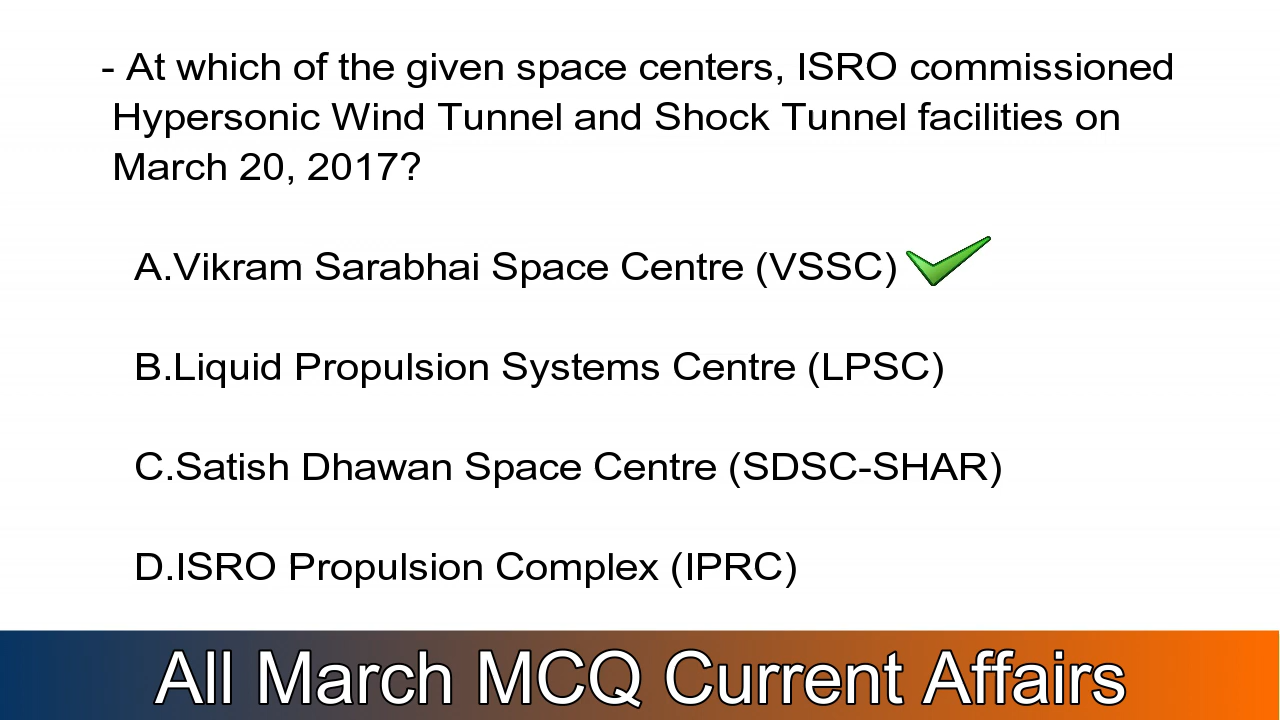 - At which of the given space centers, ISRO commissioned
Hypersonic Wind Tunnel and Shock Tunnel facilities on
March 20, 2017?
A.Vikram Sarabhai Space Centre (VSSC)
B.Liquid Propulsion Systems Centre (LPSC)
C.Satish Dhawan Space Centre (SDSC-SHAR)
D.ISRO Propulsion Complex (IPRC)
All March MCQ Current Affairs